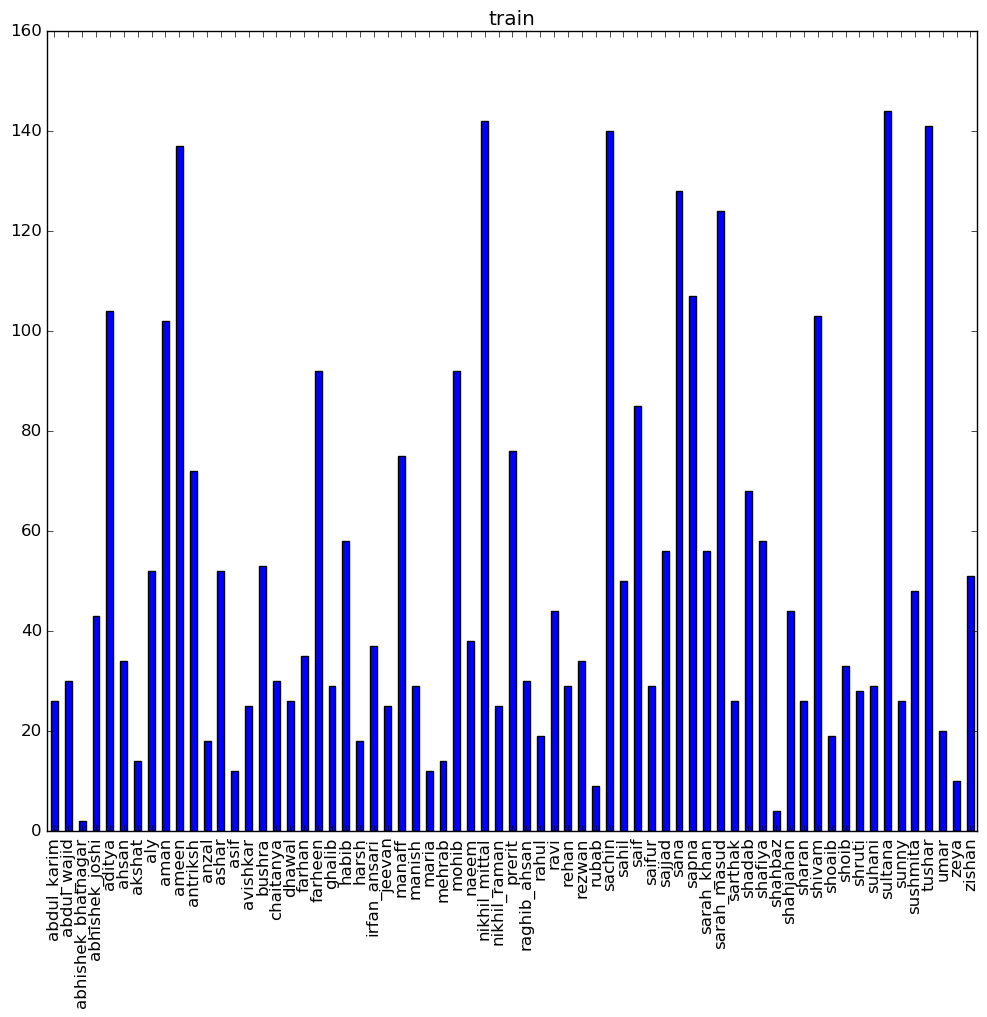 train
160
140
120
100
80
60
40
20
0
abdul_karim
abdul_wajid
abhishek_bhatnagar
abhishek_joshi
aditya
ahsan
akshat
aly
aman
ameen
antriksh
anzal
ashar
asif
avishkar
bushra
chaitanya
dhawal
farhan
farheen
ghalib
habib
harsh
irfan_ansari
jeevan
manaff
manish
maria
mehrab
mohib
naeem
nikhil_mittal
nikhil_raman
prerit
raghib_ahsan
rahul
ravi
rehan
rezwan
rubab
sachin
sahil
saif
saifur
sajjad
sana
sapna
sarah_khan
sarah_masud
sarthak
shadab
shafiya
shahbaz
shahjahan
sharan
shivam
shoaib
shoib
shruti
suhani
sultana
sunny
sushmita
tushar
umar
zeya
zishan